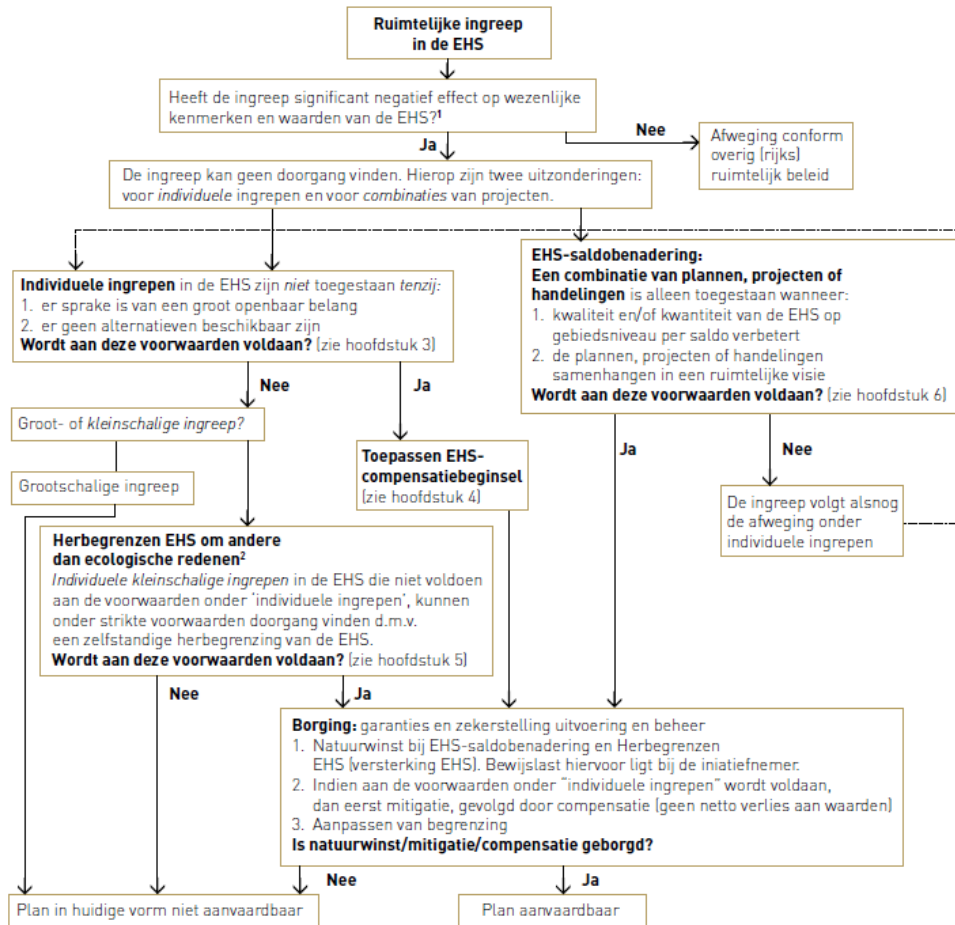 Ruimtelijke ingreep
in de EHS
Heeft de ingreep significant negatief effect op wezenlijke
kenmerken en waarden van de EHS?¹
Nee
Afweging conform
overig (rijks)
ruimtelijk beleid
Ja
De ingreep kan geen doorgang vinden. Hierop zijn twee uitzonderingen:
voor individuele ingrepen en voor combinaties van projecten.
Individuele ingrepen in de EHS zijn niet toegestaan tenzij:
1. er sprake is van een groot openbaar belang
2. er geen alternatieven beschikbaar zijn
Wordt aan deze voorwaarden voldaan? (zie hoofdstuk 3)
EHS-saldobenadering:
Een combinatie van plannen, projecten of
handelingen is alleen toegestaan wanneer:
1. kwaliteit en/of kwantiteit van de EHS op
gebiedsniveau per saldo verbetert
2. de plannen, projecten of handelingen
samenhangen in een ruimtelijke visie
Wordt aan deze voorwaarden voldaan? (zie hoofdstuk 6)
Nee
Ja
Groot- of kleinschalige ingreep?
Grootschalige ingreep
Toepassen EHS-
compensatiebeginsel
(zie hoofdstuk 4)
Ja
Nee
De ingreep volgt alsnog
de afweging onder
individuele ingrepen
Herbegrenzen EHS om andere
dan ecologische redenen²
Individuele kleinschalige ingrepen in de EHS die niet voldoen
aan de voorwaarden onder 'individuele ingrepen', kunnen
onder strikte voorwaarden doorgang vinden d.m.v.
een zelfstandige herbegrenzing van de EHS.
Wordt aan deze voorwaarden voldaan? (zie hoofdstuk 5)
Nee
Ja
Borging: garanties en zekerstelling uitvoering en beheer
1. Natuurwinst bij EHS-saldobenadering en Herbegrenzen
EHS (versterking EHS). Bewijslast hiervoor ligt bij de iniatiefnemer.
2. Indien aan de voorwaarden onder "individuele ingrepen" wordt voldaan,
dan eerst mitigatie, gevolgd door compensatie (geen netto verlies aan waarden)
3. Aanpassen van begrenzing
Is natuurwinst/mitigatie/compensatie geborgd?
Nee
Ja
Plan in huidige vorm niet aanvaardbaar
Plan aanvaardbaar